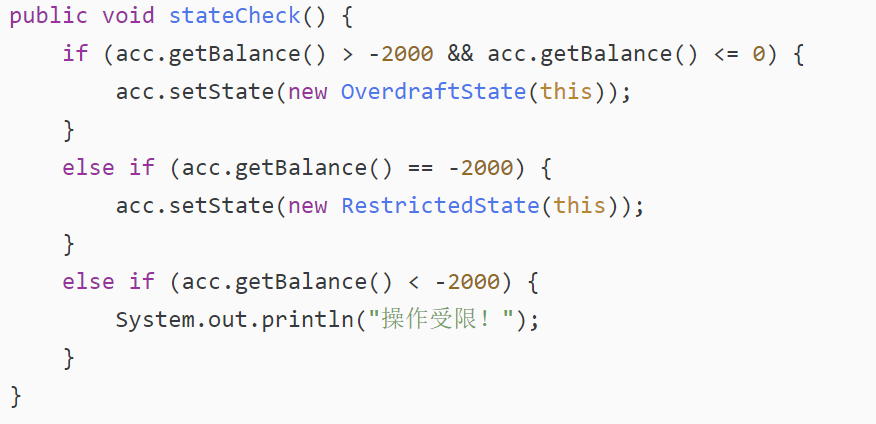 public void stateCheck() {
    if (acc.getBalance() > -2000 && acc.getBalance() <= 0) {
        acc.setState(new OverdraftState(this));
    }
    else if (acc.getBalance() == -2000) {
        acc.setState(new RestrictedState(this));
    }
    else if (acc.getBalance() < -2000) {
        System.out.println("操作受限！");
    }
}